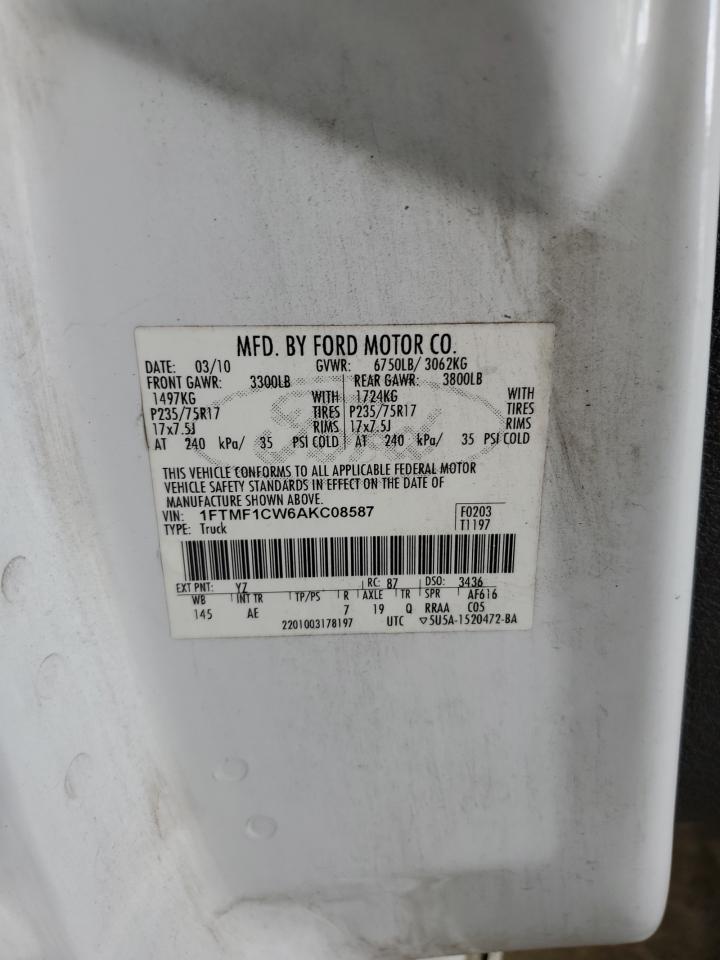 MFD. BY FORD MOTOR CO.
DATE: 03/10 GVWR: 6750LB/ 3062KG
FRONT GAWR: 3300LB REAR GAWR: 3800LB
1497KG WITH 1724KG WITH
P235/75R17 TIRES P235/75R17 TIRES
17x7.5J RIMS 17x7.5J RIMS
AT 240 kPa/ 35 PSI COLD AT 240 kPa/ 35 PSI COLD
THIS VEHICLE CONFORMS TO ALL APPLICABLE FEDERAL MOTOR
VEHICLE SAFETY STANDARDS IN EFFECT ON THE DATE OF
MANUFACTURE SHOWN ABOVE.
VIN: 1FTMF1CW6AKC08587 F0203
TYPE: Truck T1197
EXT PNT: Y7 RC: 87 DSO: 3436
WB INT TR TP/PS R AXLE TR SPR AF616
145 AE 7 19 Q RRAA C05
2201003178197 UTC ▽5U5A-1520472-BA
Ford